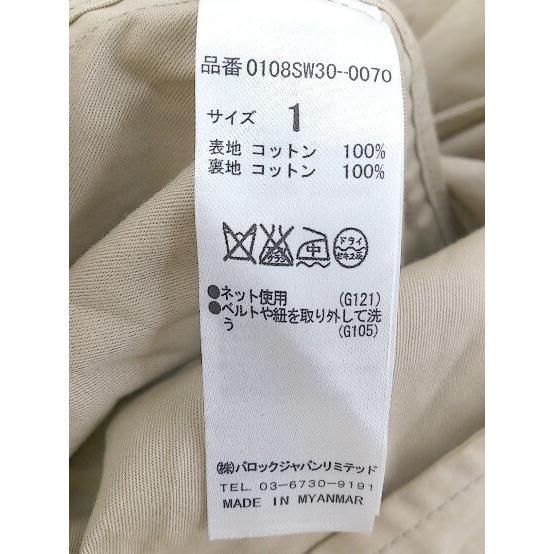 品番 0108SW30--0070
サイズ 1
表地 コットン 100%
裏地 コットン 100%
中 ドライ
●ネット使用 (G121)
●ベルトや紐を取り外して洗
う (G105)
㈱バロックジャパンリミテッド
TEL. 03-6730-9191
MADE IN MYANMAR